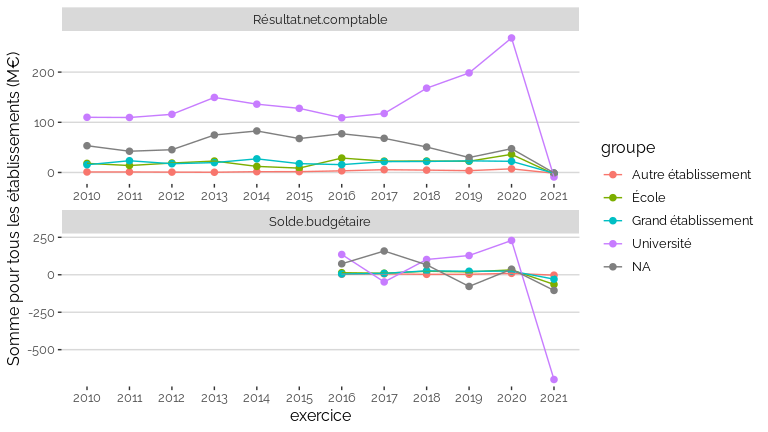 Résultat.net.comptable
200
100
0
2010 2011 2012 2013 2014 2015 2016 2017 2018 2019 2020 2021
Solde.budgétaire
250
0
-250
-500
2010 2011 2012 2013 2014 2015 2016 2017 2018 2019 2020 2021
exercice
Somme pour tous les établissements (M€)
groupe
Autre établissement
École
Grand établissement
Université
NA